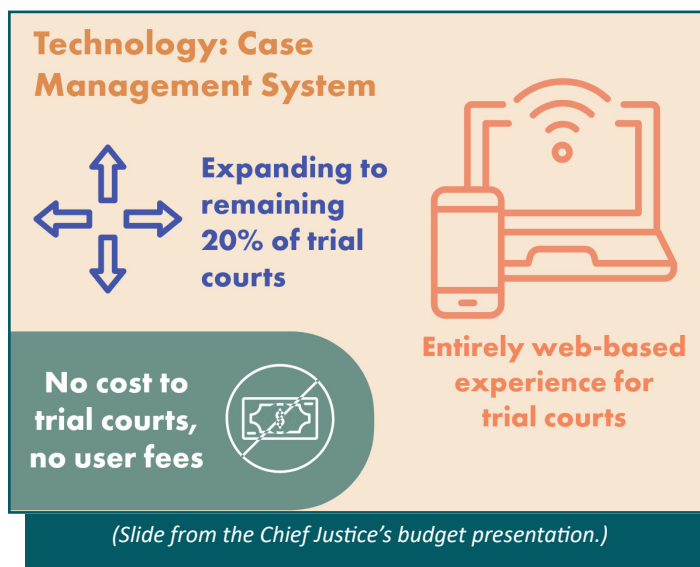 Technology: Case
Management System
Expanding to
remaining
20% of trial
courts
No cost to
trial courts,
no user fees
Entirely web-based
experience for
trial courts
(Slide from the Chief Justice's budget presentation.)